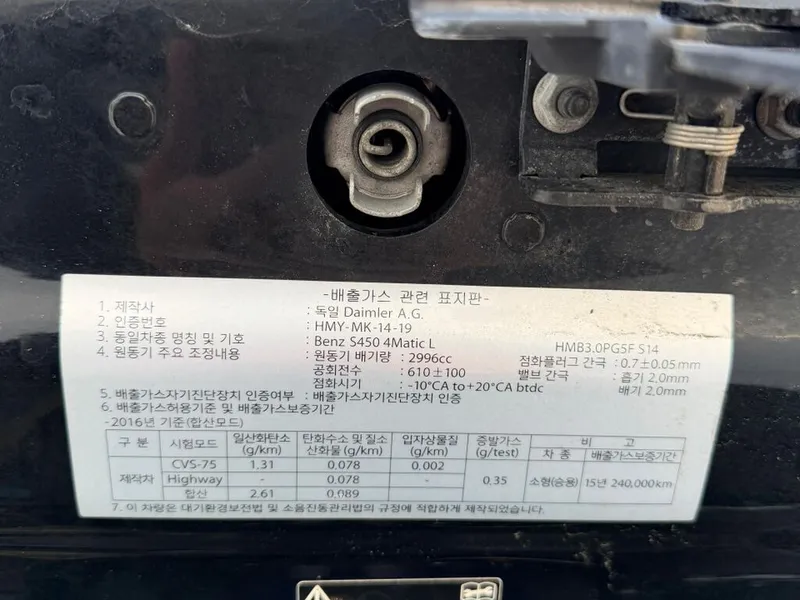 -배출가스 관련 표지판-
1. 제작사 : 독일 Daimler A.G.
2. 인증번호 : HMY-MK-14-19
3. 동일차종 명칭 및 기호 : Benz S450 4Matic L HMB3.0PG5F S14
4. 원동기 주요 조정내용 : 원동기 배기량 : 2996cc 점화플러그 간극 : 0.7±0.05mm
공회전수 : 610±100 밸브 간극 : 흡기 2.0mm
점화시기 : -10°CA to+20°CA btdc 배기 2.0mm
5. 배출가스자기진단장치 인증여부 : 배출가스자기진단장치 인증
6. 배출가스허용기준 및 배출가스보증기간
-2016년 기준(합산모드)
구 분 시험모드 일산화탄소 (g/km) 탄화수소 및 질소산화물 (g/km) 입자상물질 (g/km) 증발가스 (g/test) 비 고
차 종 배출가스보증기간
제작차 CVS-75 1.31 0.078 0.002 0.35 소형(승용) 15년 240,000km
Highway - 0.078 -
합산 2.61 0.089
7. 이 차량은 대기환경보전법 및 소음진동관리법의 규정에 적합하게 제작되었습니다.